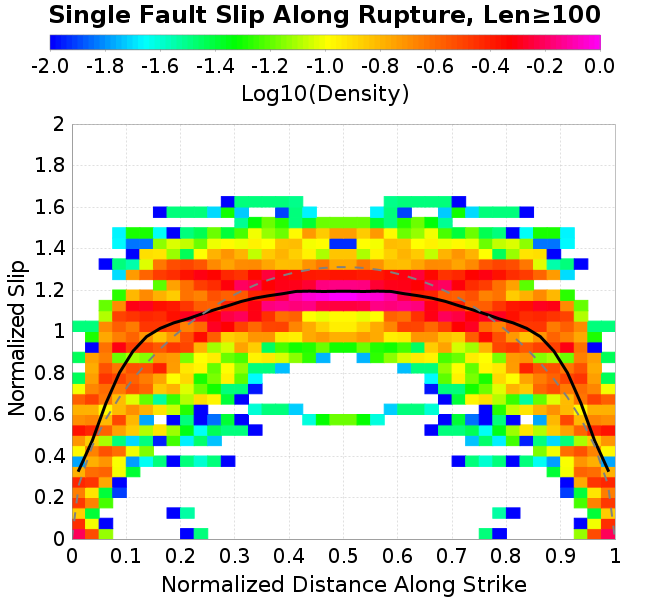 Single Fault Slip Along Rupture, Len≥100
-2.0 -1.8 -1.6 -1.4 -1.2 -1.0 -0.8 -0.6 -0.4 -0.2 0.0
Log10(Density)
Normalized Slip
2
1.8
1.6
1.4
1.2
1
0.8
0.6
0.4
0.2
0
0 0.1 0.2 0.3 0.4 0.5 0.6 0.7 0.8 0.9 1
Normalized Distance Along Strike